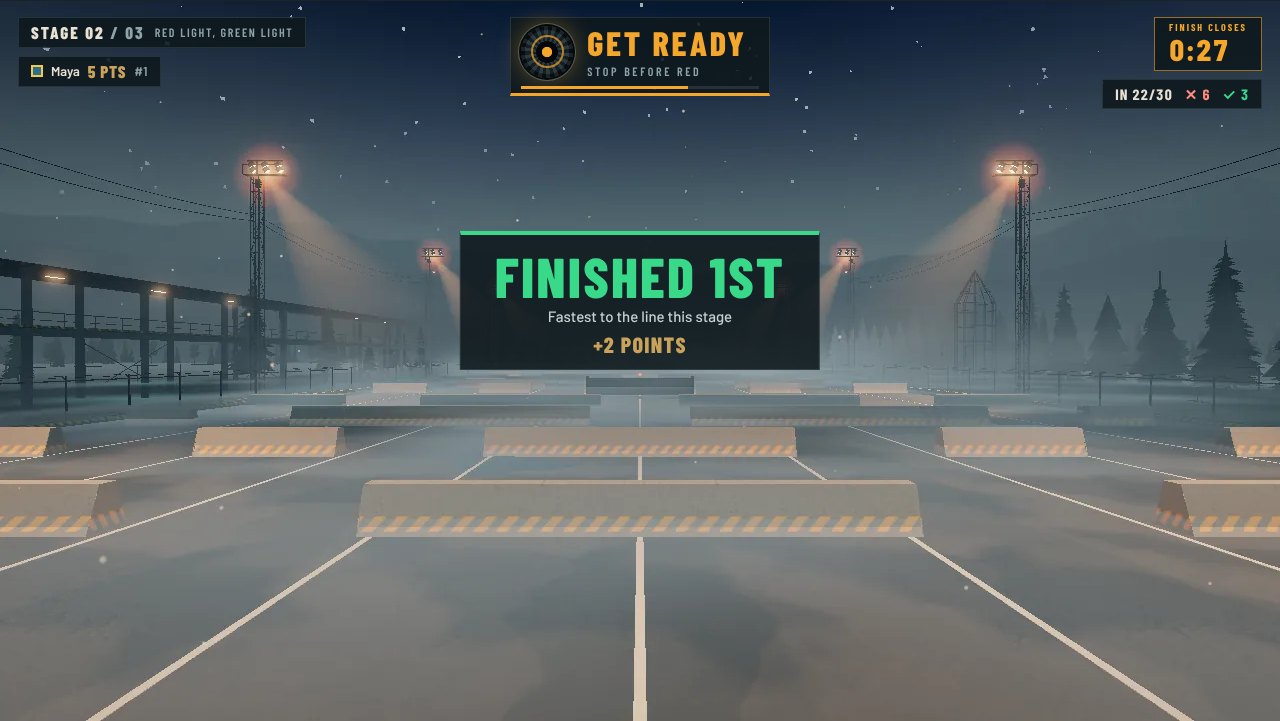 STAGE 02 / 03 RED LIGHT, GREEN LIGHT
Maya 5 PTS #1
GET READY
STOP BEFORE RED
FINISH CLOSES
0:27
IN 22/30 ✕ 6 ✓ 3
FINISHED 1ST
Fastest to the line this stage
+2 POINTS